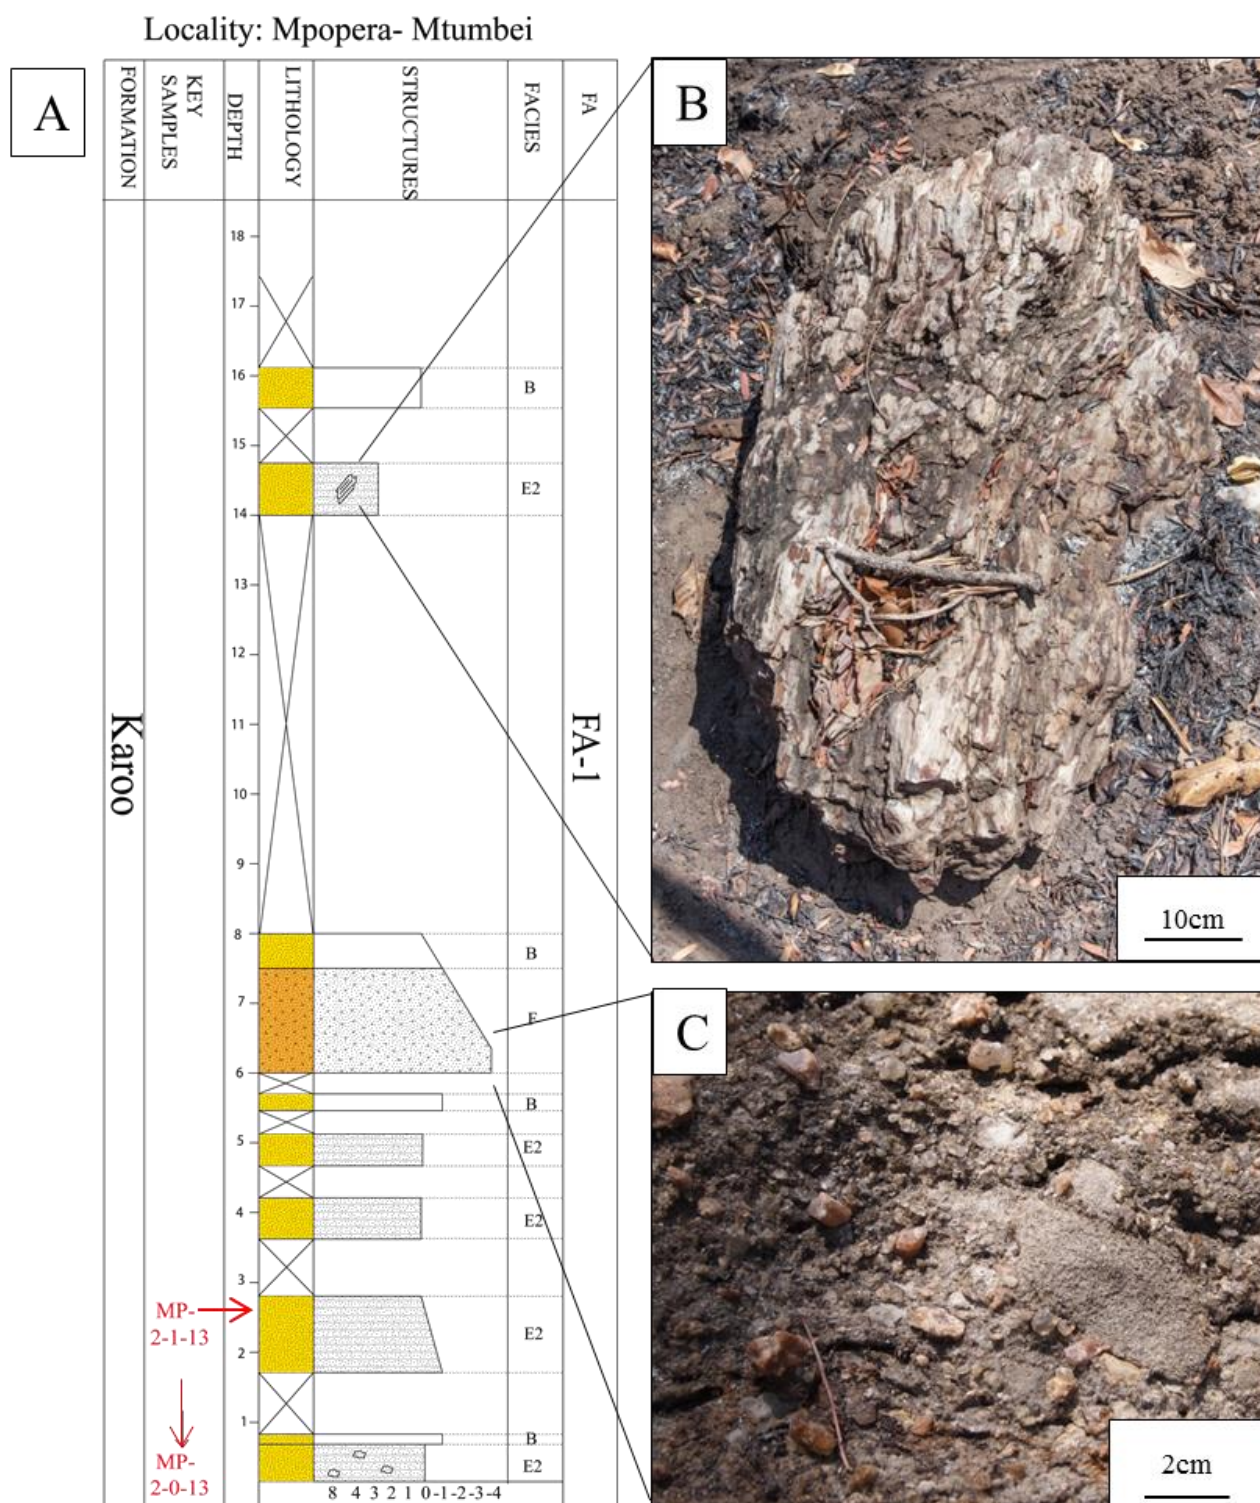 Locality: Mpopera- Mtumbei
A
FORMATION
KEY
SAMPLES
DEPTH
LITHOLOGY
STRUCTURES
FACIES
FA
18
17
16
B
15
E2
14
13
12
11
Karoo
FA-1
10
9
8
B
7
E
6
B
5
E2
4
E2
3
MP-
2-1-13
E2
2
1
B
MP-
2-0-13
E2
8 4 3 2 1 0 -1 -2 -3 -4
B
10cm
C
2cm